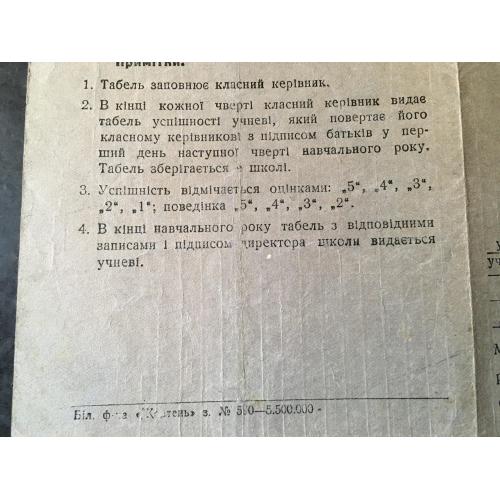 Примітки:
1. Табель заповнює класний керівник.
2. В кінці кожної чверті класний керівник видає
табель успішності учневі, який повертає його
класному керівникові з підписом батьків у пер-
ший день наступної чверті навчального року.
Табель зберігається в школі.
3. Успішність відмічається оцінками: „5“, „4“, „3“,
„2“, „1“; поведінка „5“, „4“, „3“, „2“.
4. В кінці навчального року табель з відповідними
записами і підписом директора школи видається
учневі.
Біл. ф-ка «Жовтень» з. № 5.500.000